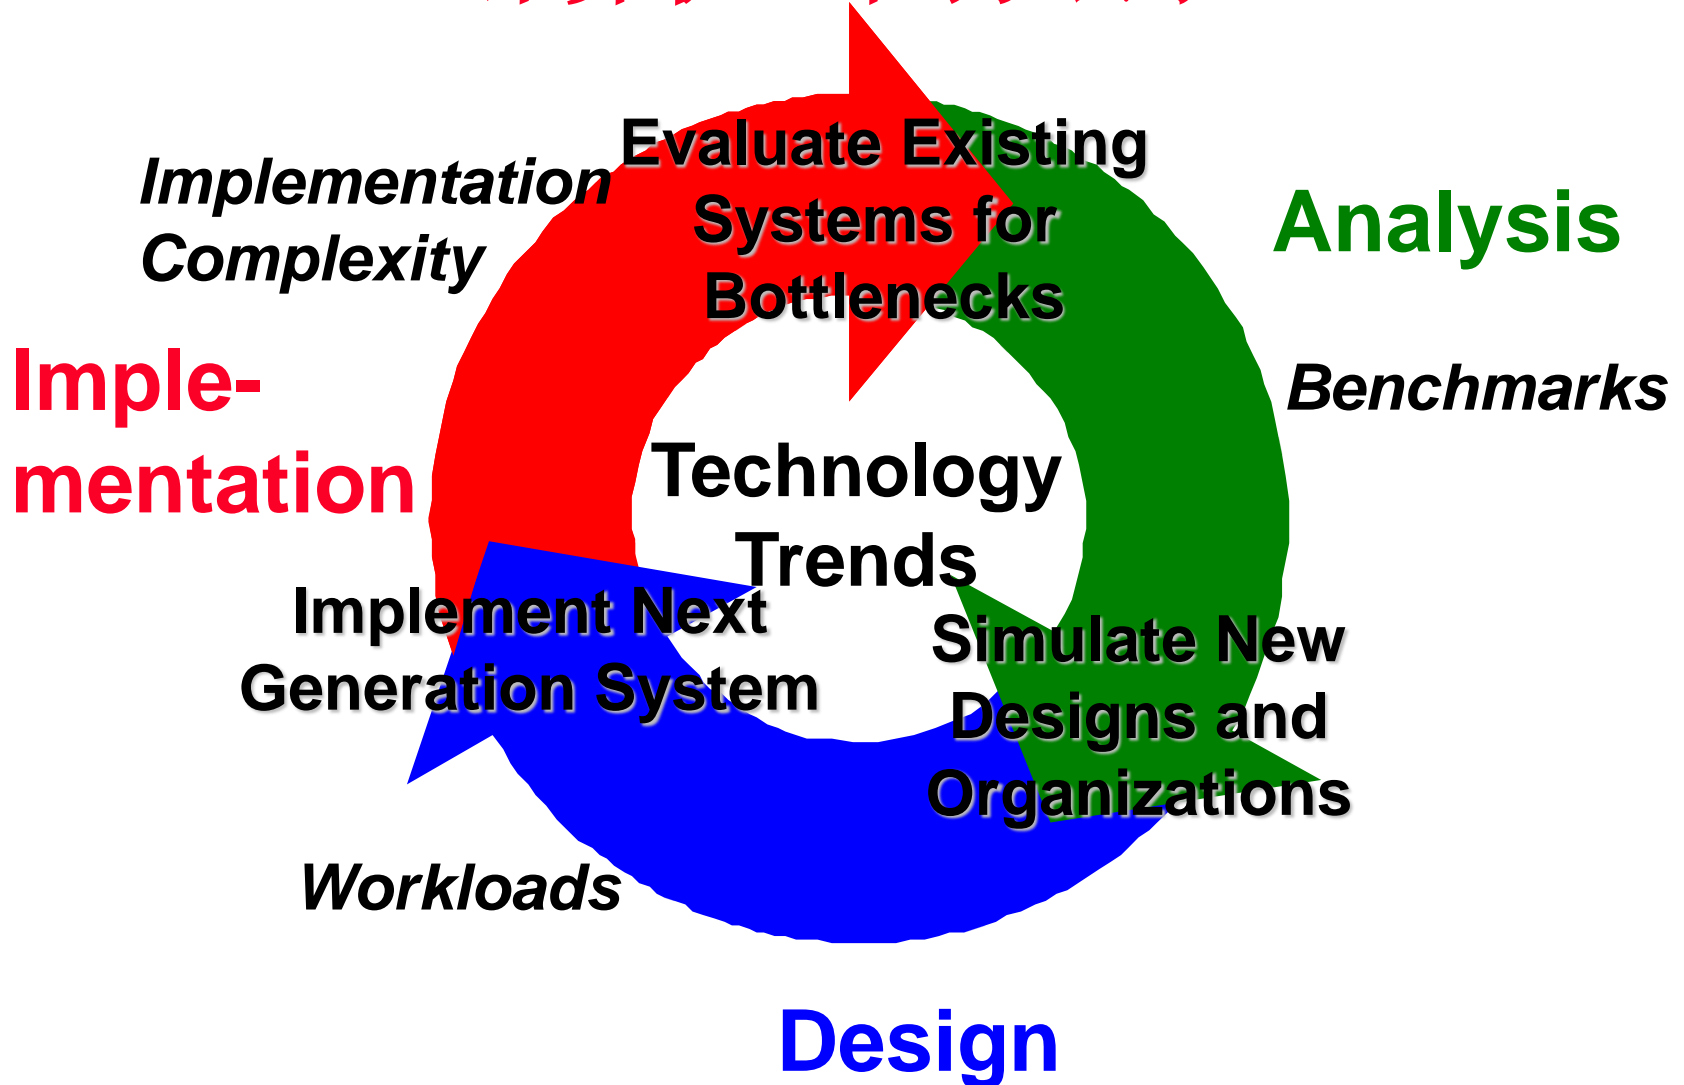 Evaluate Existing
Systems for
Bottlenecks
Implementation
Complexity
Analysis
Imple-
mentation
Benchmarks
Technology
Trends
Implement Next
Generation System
Simulate New
Designs and
Organizations
Workloads
Design